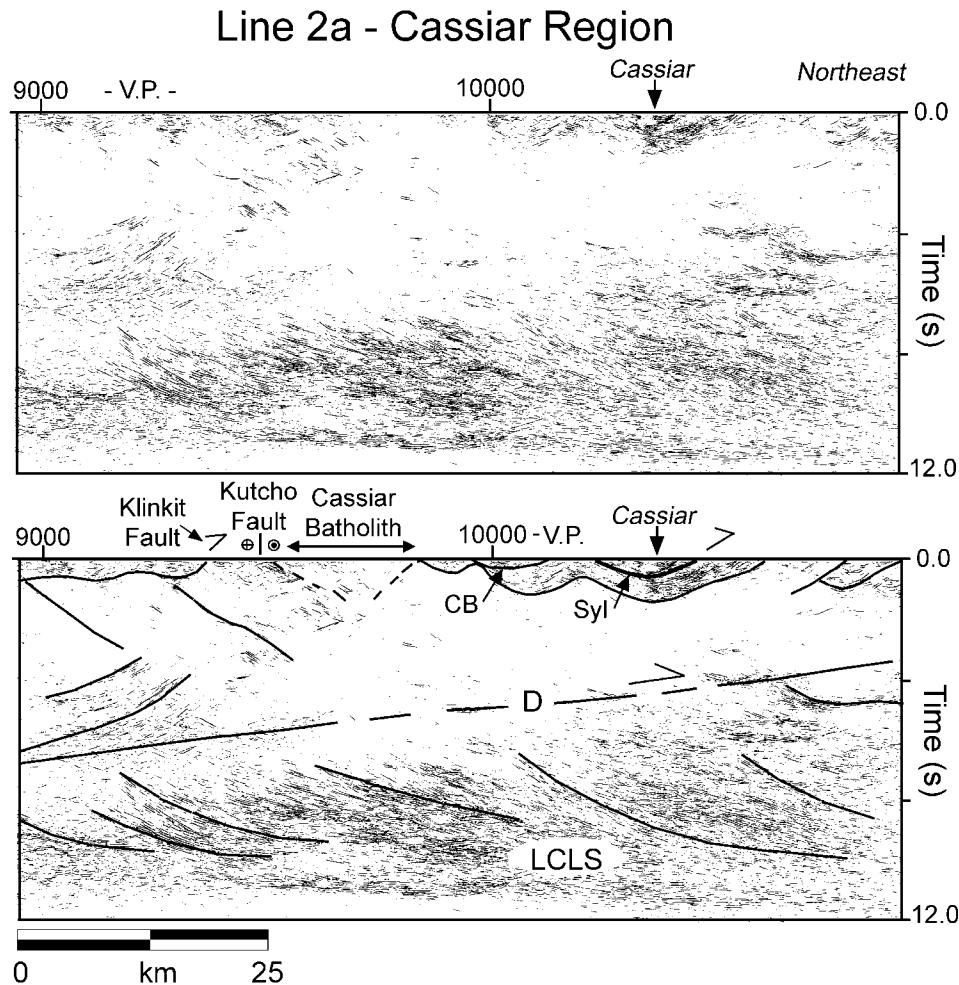 Line 2a - Cassiar Region
9000 - V.P. - 10000 Cassiar Northeast
0.0
Time (s)
12.0
Klinkit Fault
Kutcho Fault
Cassiar Batholith
9000 10000 - V.P. Cassiar
0.0
CB Syl
D
Time (s)
LCLS
12.0
0 km 25